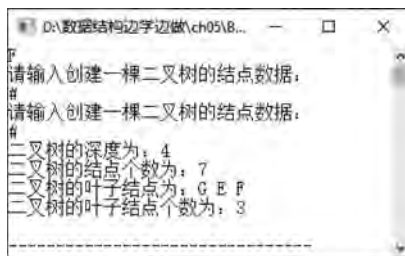 D:\数据结构边学边做\ch05\B...
F
请输入创建一棵二叉树的结点数据:
#
请输入创建一棵二叉树的结点数据:
#
二叉树的深度为: 4
二叉树的结点个数为: 7
二叉树的叶子结点为: G E F
二叉树的叶子结点个数为: 3
--------------------------------